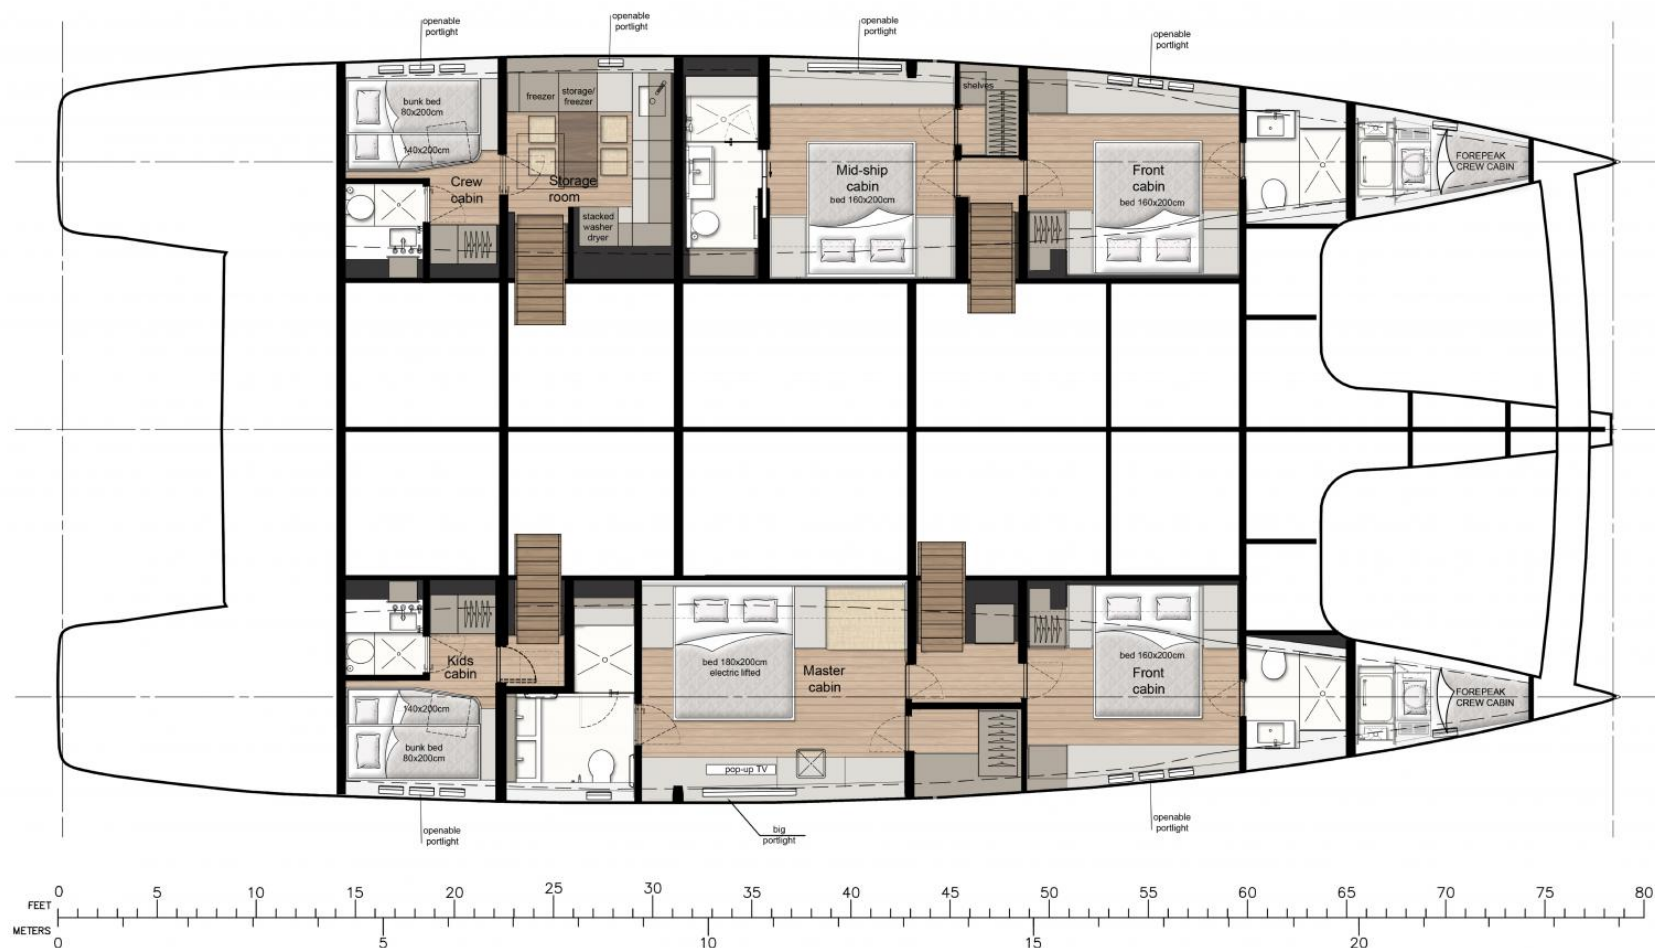 openable
portlight
openable
portlight
openable
portlight
openable
portlight
bunk bed
80x200cm
140x200cm
Crew
cabin
freezer
storage/
freezer
Storage
room
stacked
washer
dryer
Mid-ship
cabin
bed 160x200cm
shelves
Front
cabin
bed 160x200cm
FOREPEAK
CREW CABIN
Kids
cabin
140x200cm
bunk bed
80x200cm
bed 180x200cm
electric lifted
Master
cabin
pop-up TV
bed 160x200cm
Front
cabin
FOREPEAK
CREW CABIN
openable
portlight
big
portlight
openable
portlight
0 5 10 15 20 25 30 35 40 45 50 55 60 65 70 75 80
FEET
METERS
0 5 10 15 20